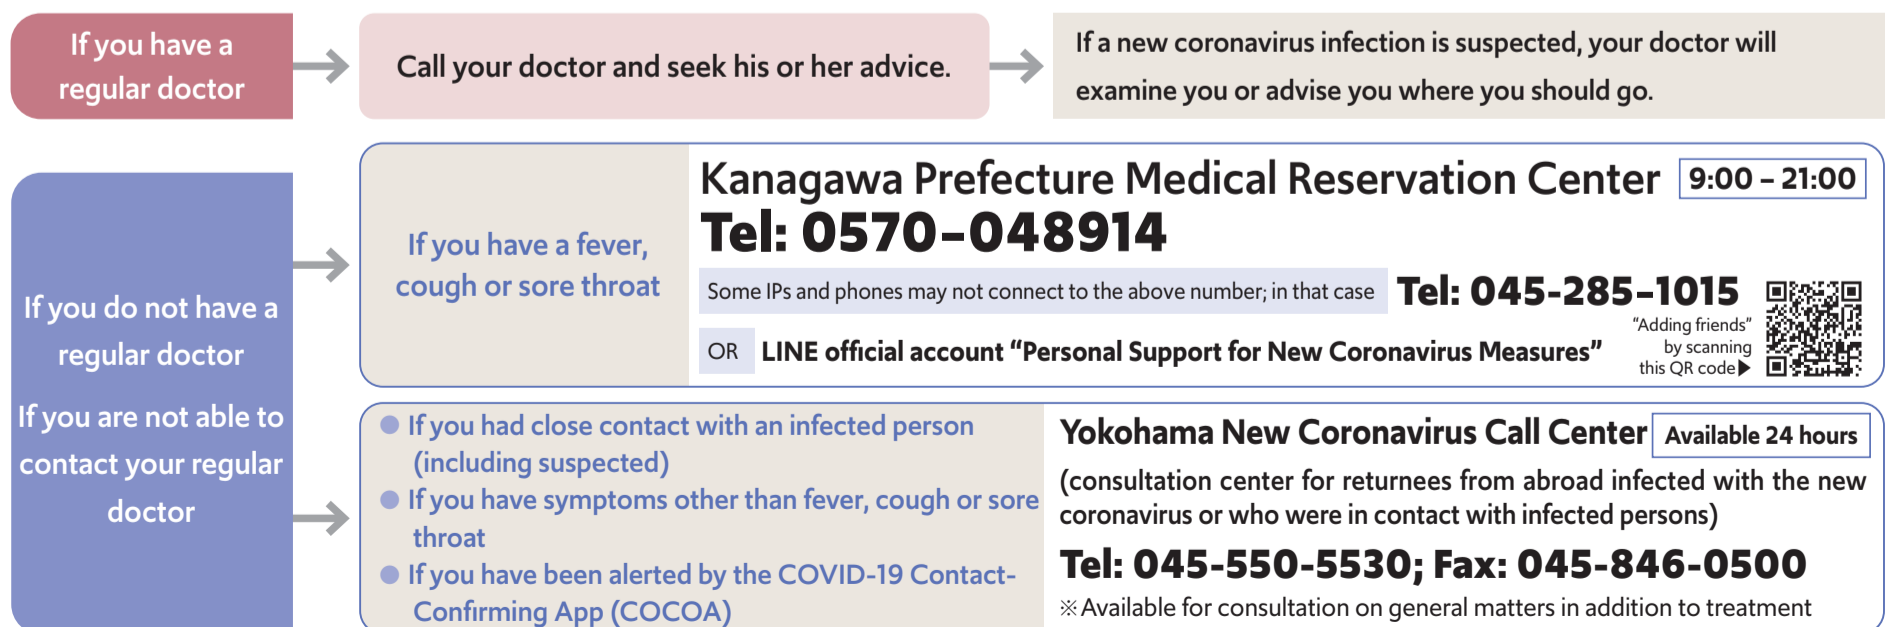 If you have a
regular doctor
Call your doctor and seek his or her advice.
If a new coronavirus infection is suspected, your doctor will
examine you or advise you where you should go.
If you do not have a
regular doctor
If you are not able to
contact your regular
doctor
If you have a fever,
cough or sore throat
Kanagawa Prefecture Medical Reservation Center 9:00 – 21:00
Tel: 0570-048914
Some IPs and phones may not connect to the above number; in that case Tel: 045-285-1015
OR LINE official account “Personal Support for New Coronavirus Measures”
“Adding friends”
by scanning
this QR code▶
● If you had close contact with an infected person
(including suspected)
● If you have symptoms other than fever, cough or sore
throat
● If you have been alerted by the COVID-19 Contact-
Confirming App (COCOA)
Yokohama New Coronavirus Call Center Available 24 hours
(consultation center for returnees from abroad infected with the new
coronavirus or who were in contact with infected persons)
Tel: 045-550-5530; Fax: 045-846-0500
※Available for consultation on general matters in addition to treatment